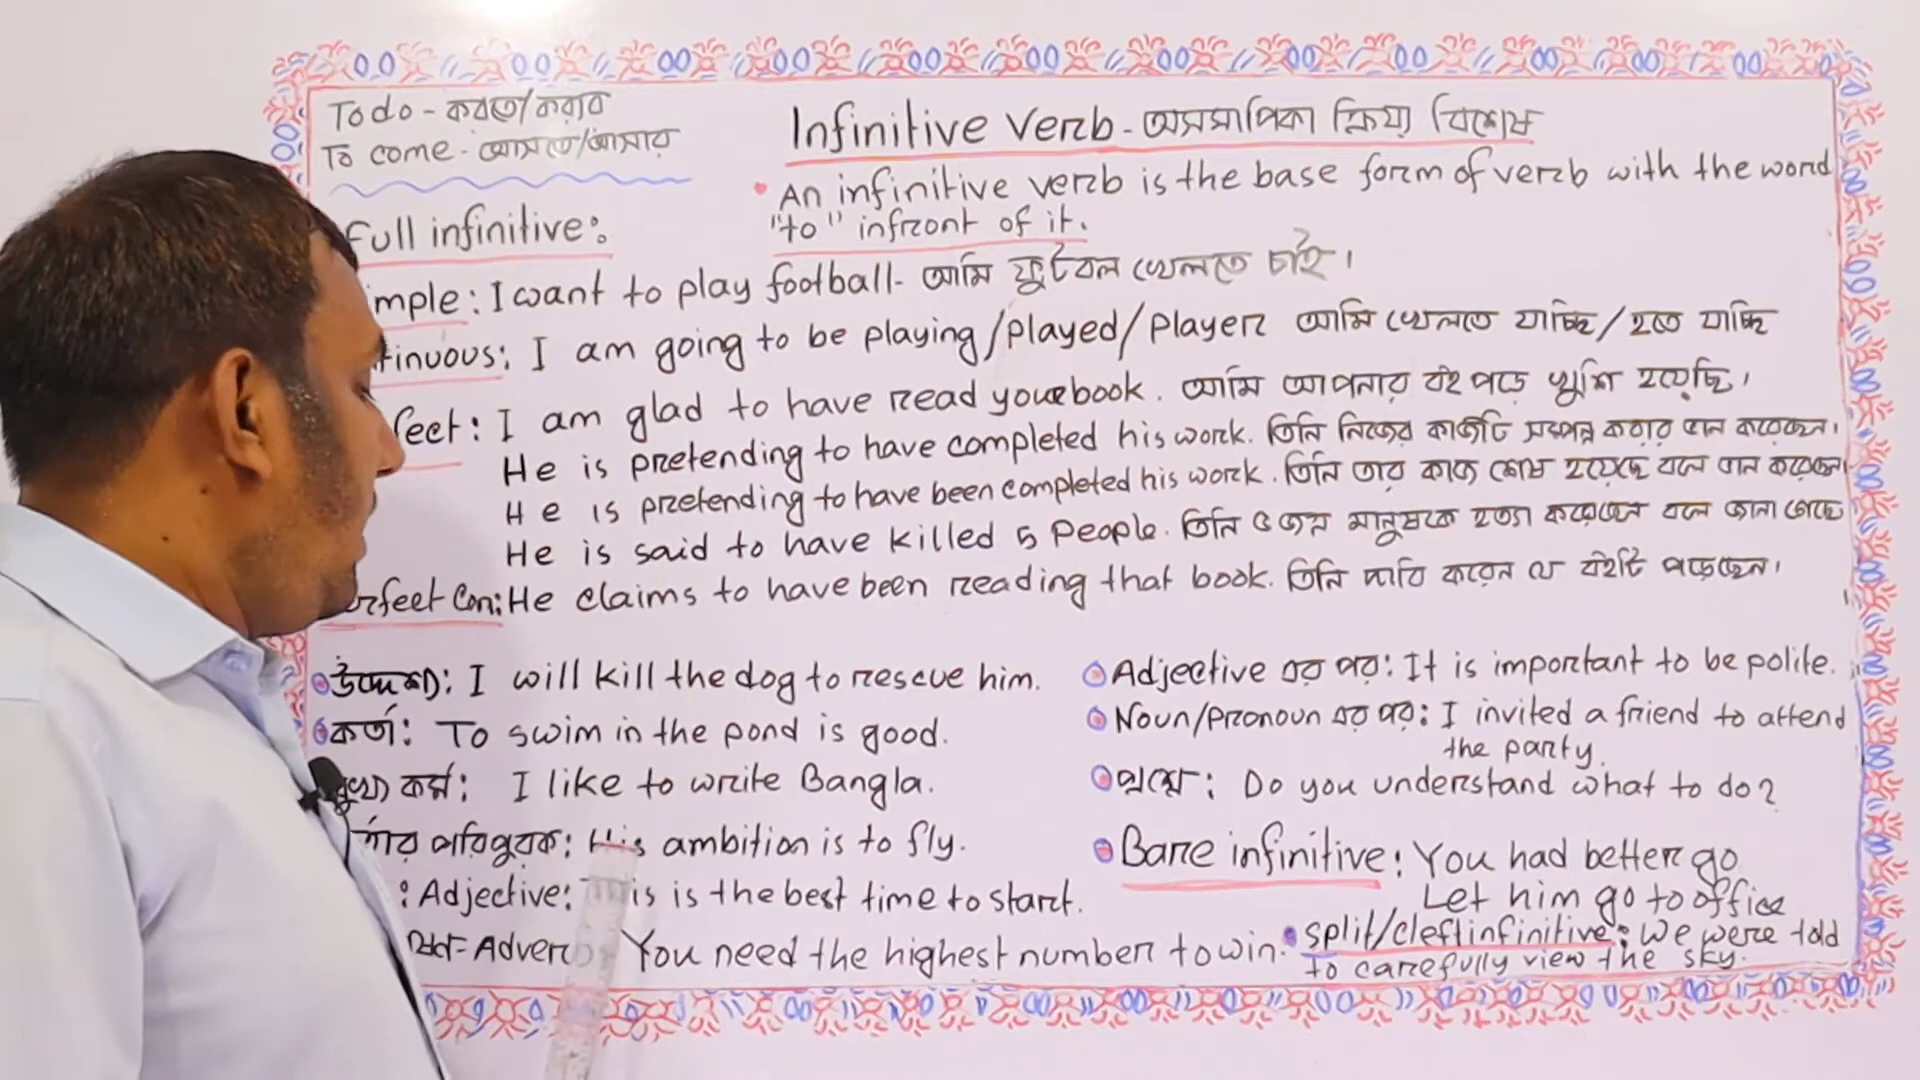 To do - করতে/করার
To come - আসতে/আসার
Infinitive Verb - অসমাপিকা ক্রিয়া বিশেষ
• An infinitive verb is the base form of verb with the word
"to" infront of it.
Full infinitive:
mple: I want to play football - আমি ফুটবল খেলতে চাই।
tinuous: I am going to be playing/played/player আমি খেলতে যাচ্ছি/হতে যাচ্ছি
fect: I am glad to have read your book. আমি আপনার বই পড়ে খুশি হয়েছি।
He is pretending to have completed his work. তিনি নিজের কাজটি সম্পন্ন করার ভান করেছেন।
He is pretending to have been completed his work. তিনি তার কাজ শেষ হয়েছে বলে ভান করেছেন
He is said to have killed 5 people. তিনি ৫ জন মানুষকে হত্যা করেছেন বলে জানা গেছে
rfect Con: He claims to have been reading that book. তিনি দাবি করেন যে বইটি পড়েছেন।
উদ্দেশ্য: I will kill the dog to rescue him.
কর্তা: To swim in the pond is good.
মুখ্য কর্ম: I like to write Bangla.
র্তার পরিপুরক: His ambition is to fly.
: Adjective: This is the best time to start.
= Adverb: You need the highest number to win.
Adjective এর পর: It is important to be polite.
Noun/Pronoun এর পর: I invited a friend to attend
the party.
প্রশ্নে: Do you understand what to do?
Bare infinitive: You had better go
Let him go to office
• split/cleft infinitive: We were told
to carefully view the sky.